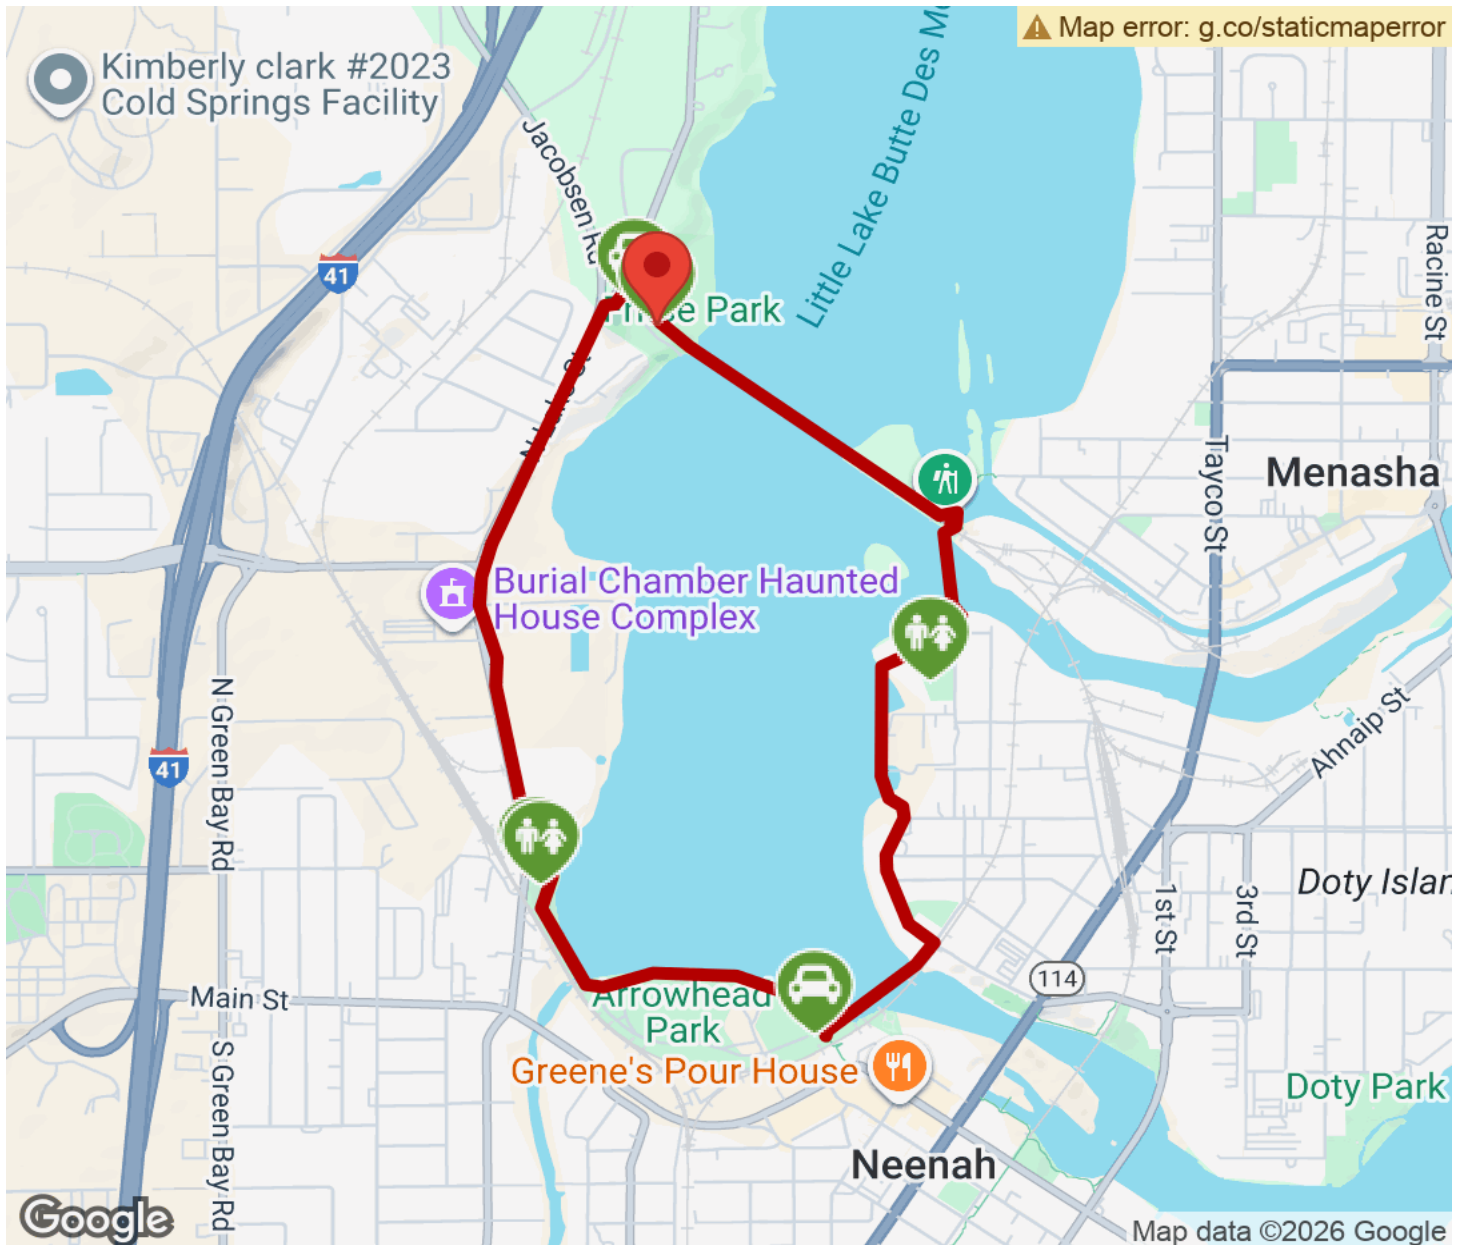 Map error: g.co/staticmaperror
Kimberly clark #2023
Cold Springs Facility
Jacobsen Rd
Little Lake Butte Des Mo
Racine St
41
Park
N Lake St
Tayco St
Menasha
Burial Chamber Haunted
House Complex
N Green Bay Rd
41
Ahnaip St
1st St
3rd St
Doty Islan
114
Main St
Arrowhead
Park
Greene's Pour House
S Green Bay Rd
Doty Park
Neenah
Google
Map data ©2026 Google